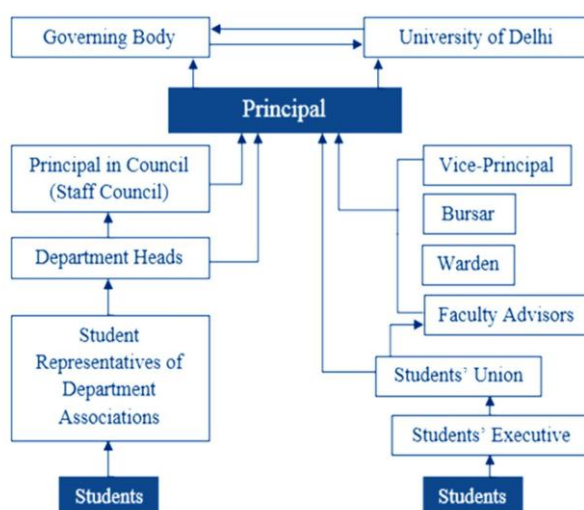 Governing Body
University of Delhi
Principal
Principal in Council
(Staff Council)
Department Heads
Student
Representatives of
Department
Associations
Students
Vice-Principal
Bursar
Warden
Faculty Advisors
Students’ Union
Students’ Executive
Students